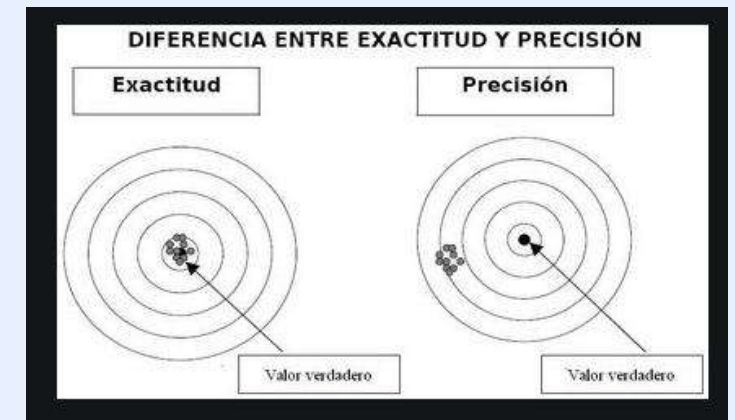 DIFERENCIA ENTRE EXACTITUD Y PRECISIÓN
Exactitud
Precisión
Valor verdadero
Valor verdadero